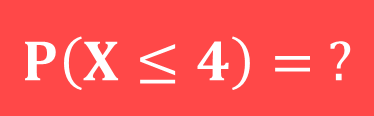 P(X ≤ 4) = ?